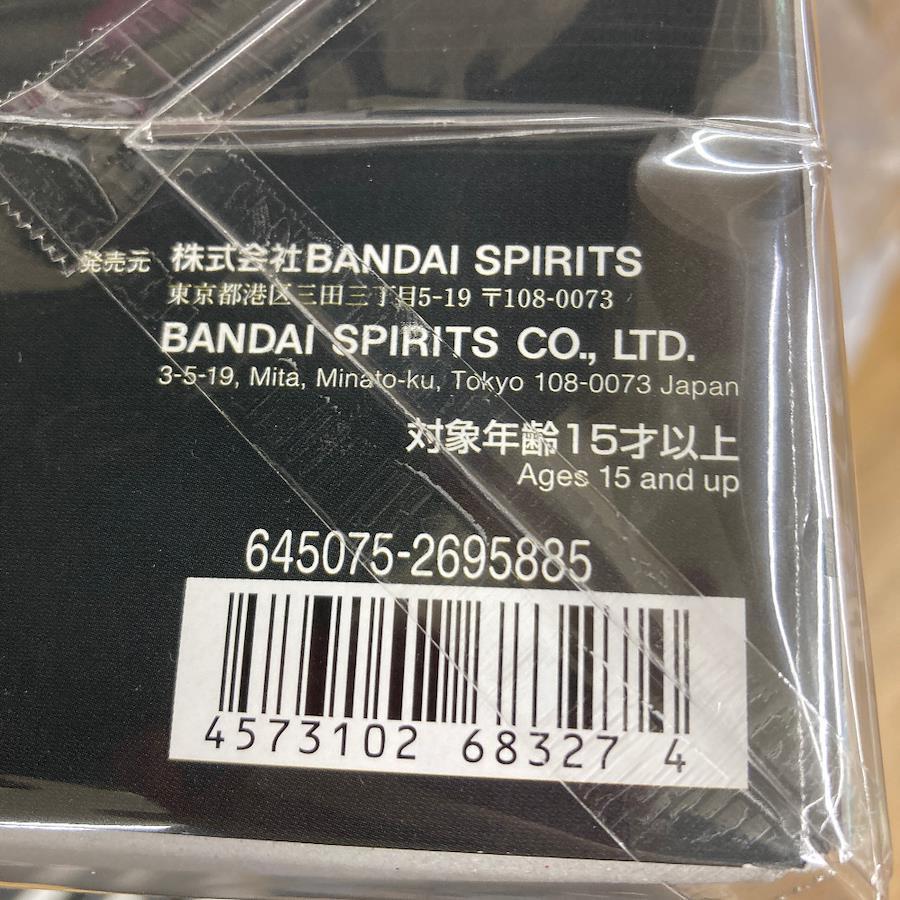 発売元 株式会社BANDAI SPIRITS
東京都港区三田三丁目5-19 〒108-0073
BANDAI SPIRITS CO., LTD.
3-5-19, Mita, Minato-ku, Tokyo 108-0073 Japan
対象年齢15才以上
Ages 15 and up
645075-2695885
4573102 683274